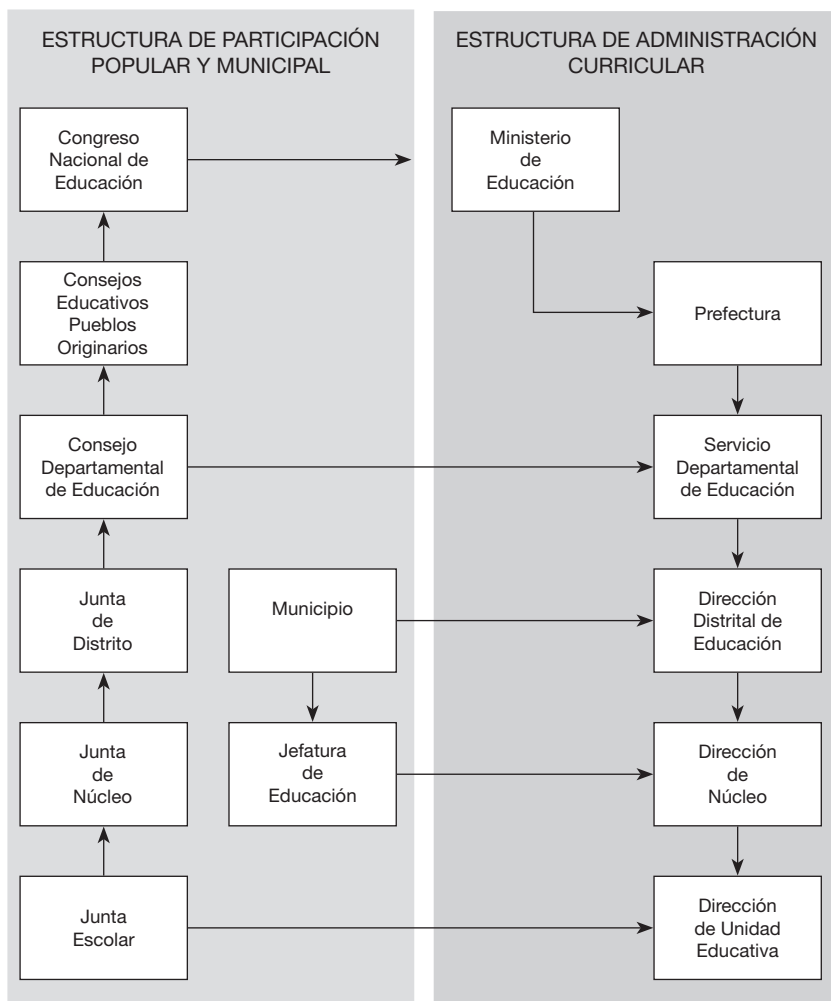 ESTRUCTURA DE PARTICIPACIÓN
POPULAR Y MUNICIPAL
Congreso
Nacional de
Educación
Consejos
Educativos
Pueblos
Originarios
Consejo
Departamental
de Educación
Junta
de
Distrito
Municipio
Junta
de
Núcleo
Jefatura
de
Educación
Junta
Escolar
ESTRUCTURA DE ADMINISTRACIÓN
CURRICULAR
Ministerio
de
Educación
Prefectura
Servicio
Departamental
de Educación
Dirección
Distrital de
Educación
Dirección
de
Núcleo
Dirección
de Unidad
Educativa